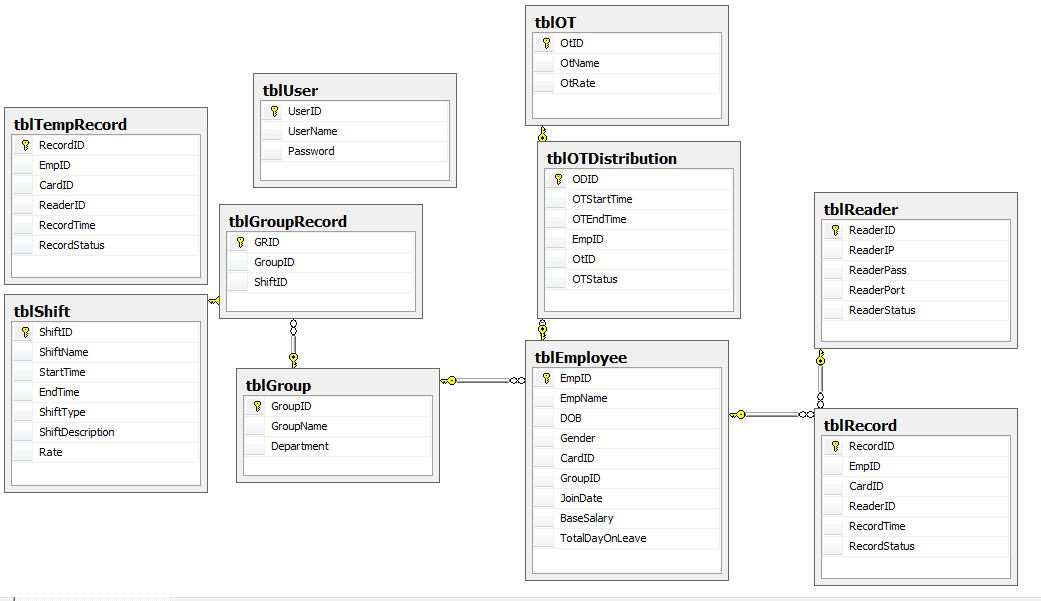 tblOT
OtID
OtName
OtRate
tblUser
UserID
UserName
Password
tblTempRecord
RecordID
EmpID
CardID
ReaderID
RecordTime
RecordStatus
tblOTDistribution
ODID
OTStartTime
OTEndTime
EmpID
OtID
OTStatus
tblReader
ReaderID
ReaderIP
ReaderPass
ReaderPort
ReaderStatus
tblGroupRecord
GRID
GroupID
ShiftID
tblShift
ShiftID
ShiftName
StartTime
EndTime
ShiftType
ShiftDescription
Rate
tblGroup
GroupID
GroupName
Department
tblEmployee
EmpID
EmpName
DOB
Gender
CardID
GroupID
JoinDate
BaseSalary
TotalDayOnLeave
tblRecord
RecordID
EmpID
CardID
ReaderID
RecordTime
RecordStatus